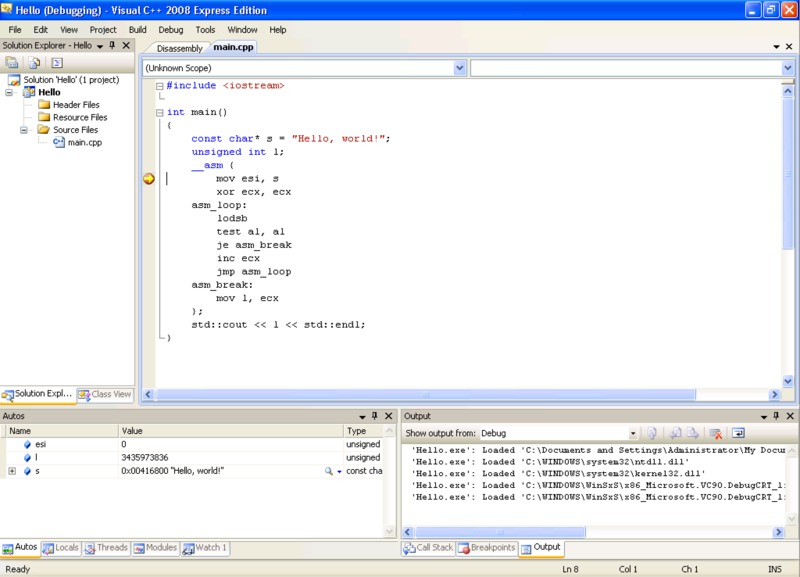 Hello (Debugging) - Visual C++ 2008 Express Edition
File Edit View Project Build Debug Tools Window Help
Solution Explorer - Hello
Solution 'Hello' (1 project)
Hello
Header Files
Resource Files
Source Files
main.cpp
Solution Expl... Class View
Disassembly main.cpp
(Unknown Scope)
#include <iostream>
int main()
{
const char* s = "Hello, world!";
unsigned int l;
__asm {
mov esi, s
xor ecx, ecx
asm_loop:
lodsb
test al, al
je asm_break
inc ecx
jmp asm_loop
asm_break:
mov l, ecx
};
std::cout << l << std::endl;
}
Autos
Name Value Type
esi 0 unsigned
l 3435973836 unsigned
s 0x00416800 "Hello, world!" const cha
Autos Locals Threads Modules Watch 1
Output
Show output from: Debug
'Hello.exe': Loaded 'C:\Documents and Settings\Administrator\My Docum
'Hello.exe': Loaded 'C:\WINDOWS\system32\ntdll.dll'
'Hello.exe': Loaded 'C:\WINDOWS\system32\kernel32.dll'
'Hello.exe': Loaded 'C:\WINDOWS\WinSxS\x86_Microsoft.VC90.DebugCRT_1
'Hello.exe': Loaded 'C:\WINDOWS\WinSxS\x86_Microsoft.VC90.DebugCRT_1
Call Stack Breakpoints Output
Ready Ln 8 Col 1 Ch 1 INS